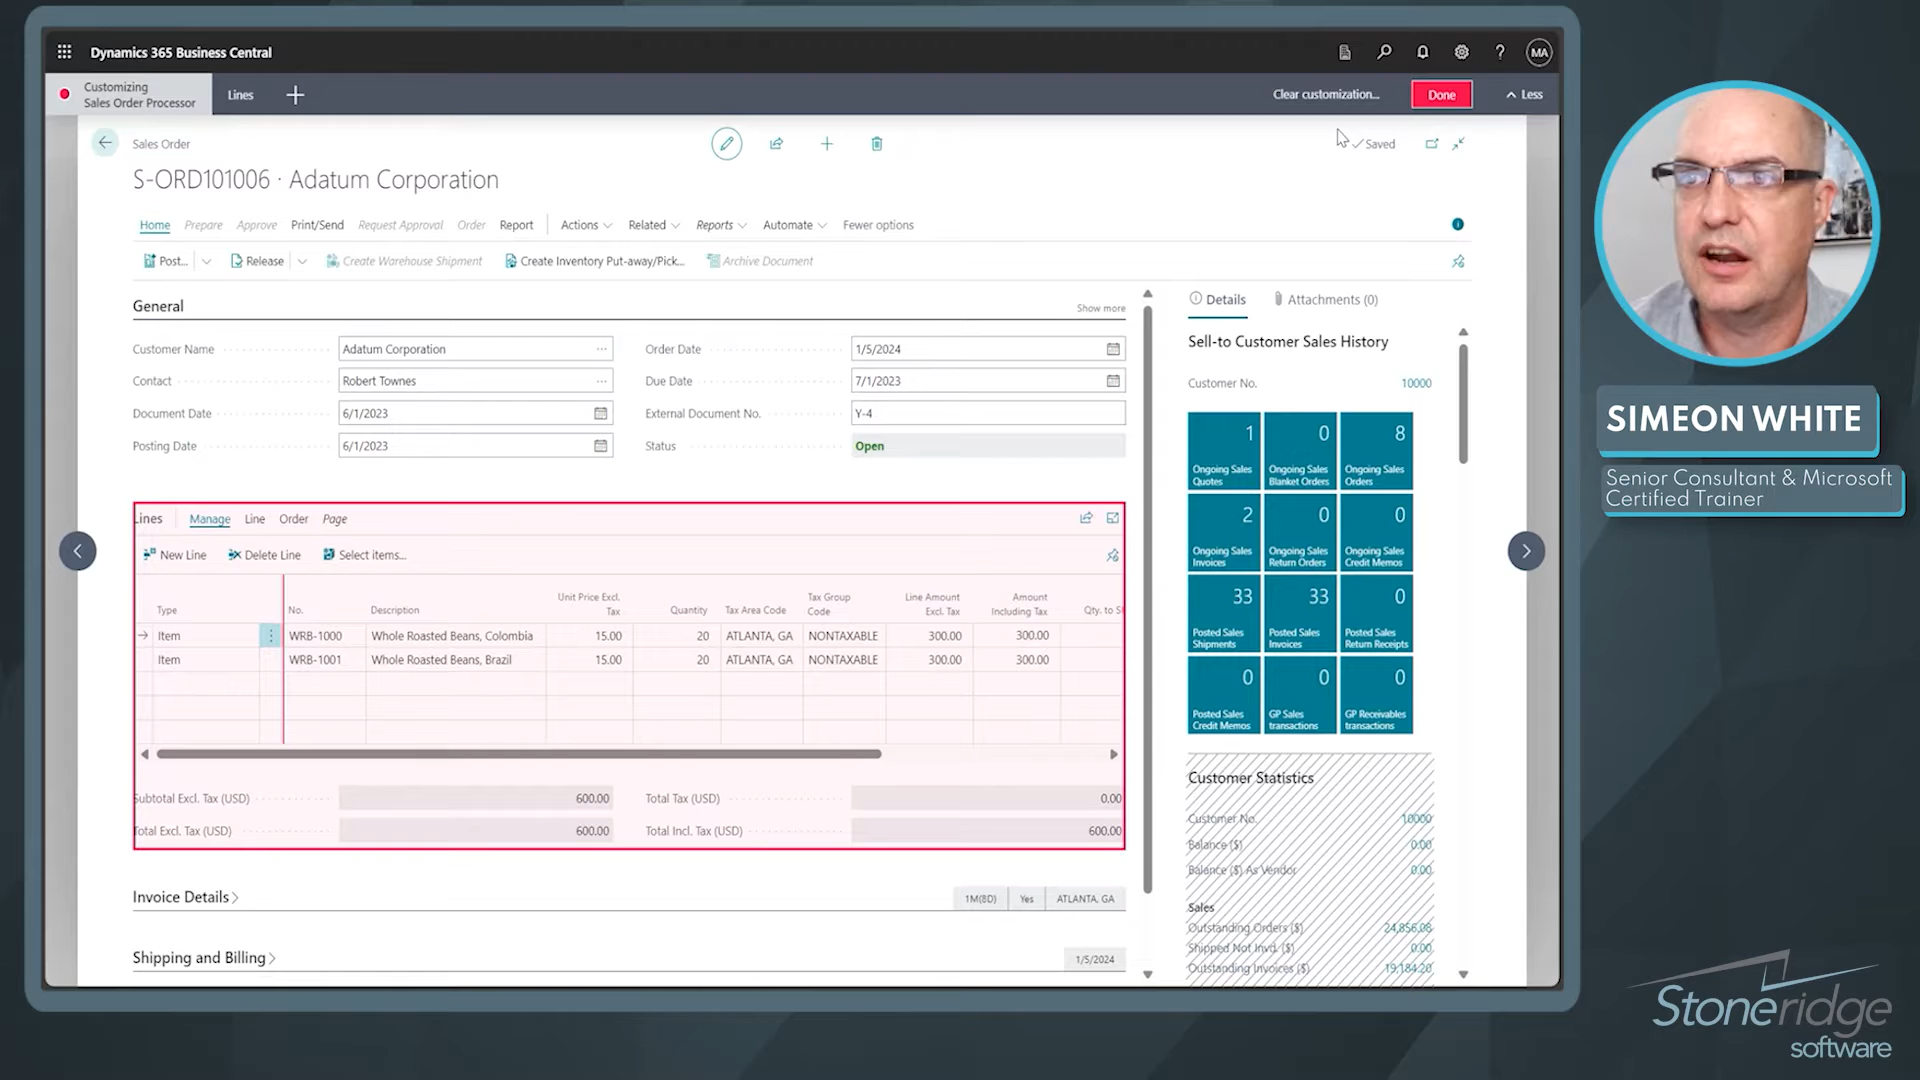 Dynamics 365 Business Central
MA
Customizing
Sales Order Processor
Lines
Clear customization...
Done
Less
Sales Order
Saved
S-ORD101006 · Adatum Corporation
Home Prepare Approve Print/Send Request Approval Order Report Actions Related Reports Automate Fewer options
Post... Release Create Warehouse Shipment Create Inventory Put-away/Pick... Archive Document
General
Show more
Customer Name Adatum Corporation
Order Date 1/5/2024
Contact Robert Townes
Due Date 7/1/2023
Document Date 6/1/2023
External Document No. Y-4
Posting Date 6/1/2023
Status Open
Lines Manage Line Order Page
New Line Delete Line Select items...
Type No. Description Unit Price Excl. Tax Quantity Tax Area Code Tax Group Code Line Amount Excl. Tax Amount Including Tax Qty. to
Item WRB-1000 Whole Roasted Beans, Colombia 15.00 20 ATLANTA, GA NONTAXABLE 300.00 300.00
Item WRB-1001 Whole Roasted Beans, Brazil 15.00 20 ATLANTA, GA NONTAXABLE 300.00 300.00
Subtotal Excl. Tax (USD) 600.00 Total Tax (USD) 0.00
Total Excl. Tax (USD) 600.00 Total Incl. Tax (USD) 600.00
Invoice Details 1M(8D) Yes ATLANTA, GA
Shipping and Billing 1/5/2024
Details Attachments (0)
Sell-to Customer Sales History
Customer No. 10000
1 0 8
Ongoing Sales Quotes
Ongoing Sales Blanket Orders
Ongoing Sales Orders
2 0 0
Ongoing Sales Invoices
Ongoing Sales Return Orders
Ongoing Sales Credit Memos
33 33 0
Posted Sales Shipments
Posted Sales Invoices
Posted Sales Return Receipts
0 0 0
Posted Sales Credit Memos
GP Sales transactions
GP Receivables transactions
Customer Statistics
Customer No. 10000
Balance ($) 0.00
Balance ($) As Vendor 0.00
Sales
Outstanding Orders ($) 24,856.08
Shipped Not Invd. ($) 0.00
Outstanding Invoices ($) 19,184.20
SIMEON WHITE
Senior Consultant & Microsoft
Certified Trainer
Stoneridge
software